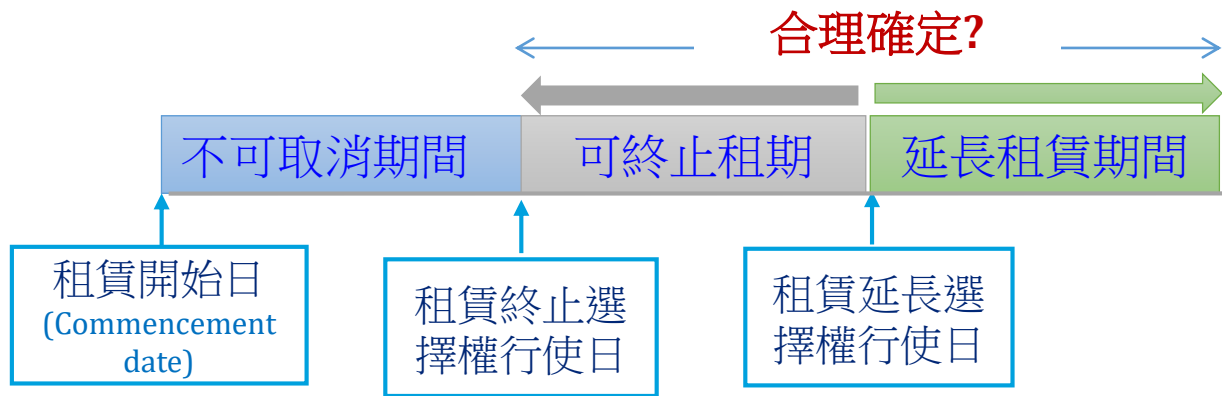 合理確定?
不可取消期間
可終止租期
延長租賃期間
租賃開始日
(Commencement
date)
租賃終止選
擇權行使日
租賃延長選
擇權行使日